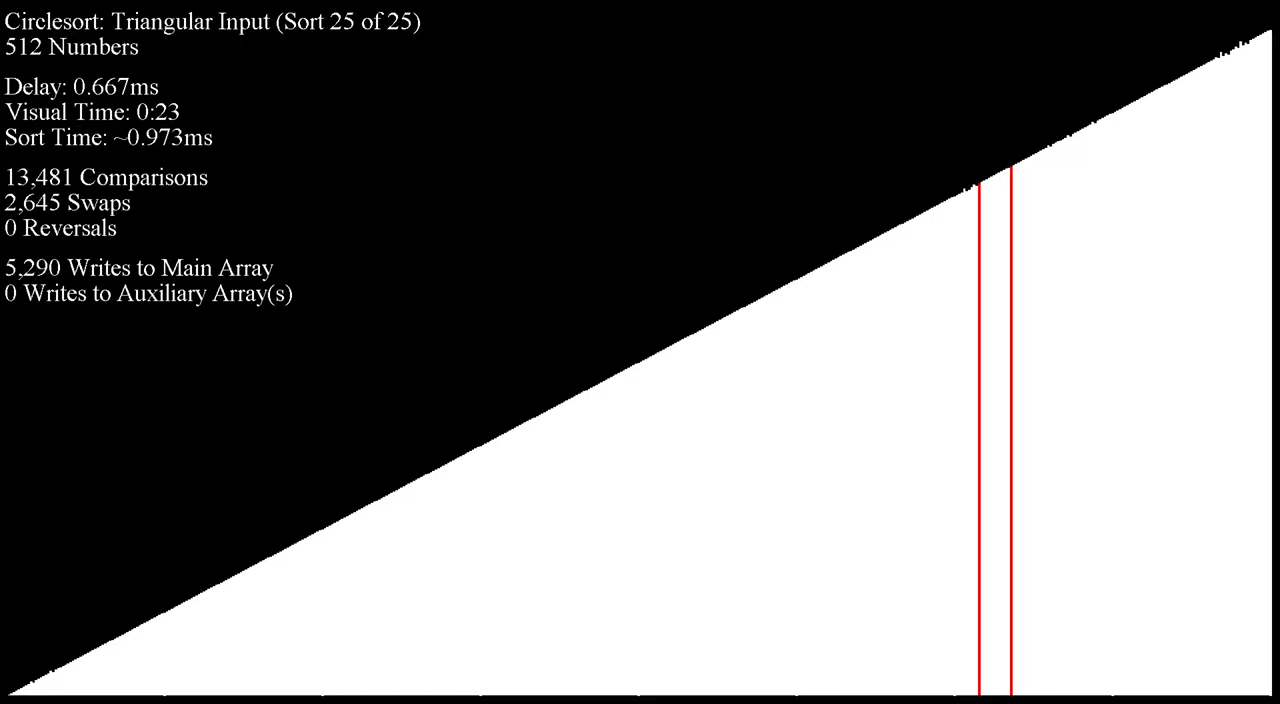 Circlesort: Triangular Input (Sort 25 of 25)
512 Numbers
Delay: 0.667ms
Visual Time: 0:23
Sort Time: ~0.973ms
13,481 Comparisons
2,645 Swaps
0 Reversals
5,290 Writes to Main Array
0 Writes to Auxiliary Array(s)